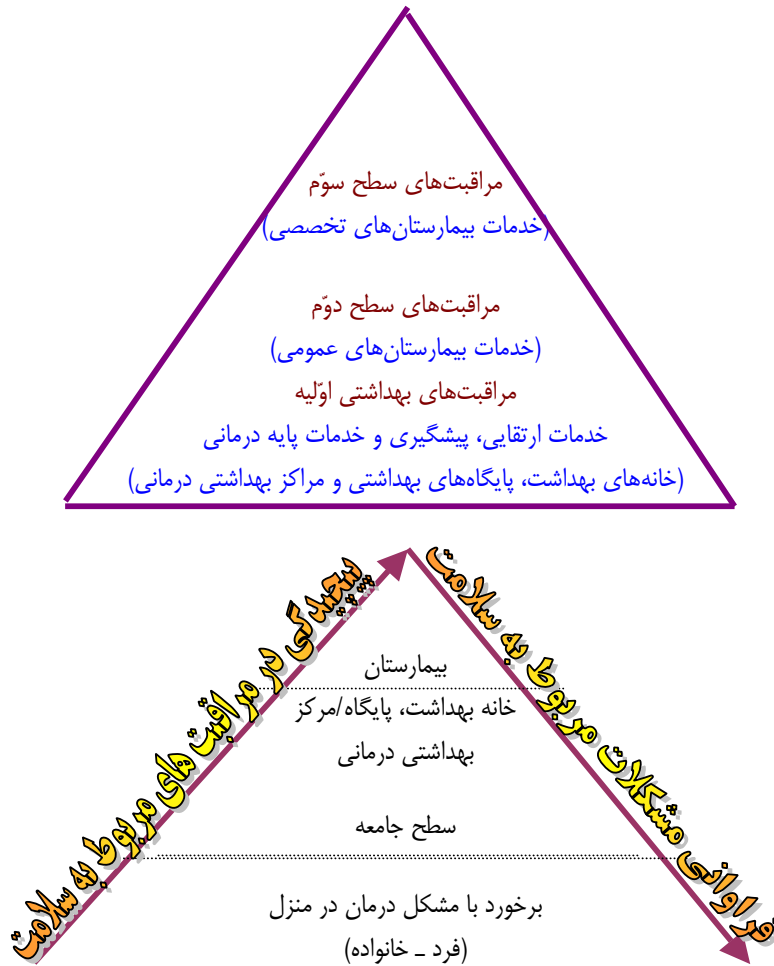 مراقبت‌های سطح سوّم
(خدمات بیمارستان‌های تخصصی)
مراقبت‌های سطح دوّم
(خدمات بیمارستان‌های عمومی)
مراقبت‌های بهداشتی اوّلیه
خدمات ارتقایی، پیشگیری و خدمات پایه درمانی
(خانه‌های بهداشت، پایگاه‌های بهداشتی و مراکز بهداشتی درمانی)
پیچیدگی در مراقبت های مربوط به سلامت
فراوانی مشکلات مربوط به سلامت
بیمارستان
خانه بهداشت، پایگاه/مرکز
بهداشتی درمانی
سطح جامعه
برخورد با مشکل درمان در منزل
(فرد ـ خانواده)